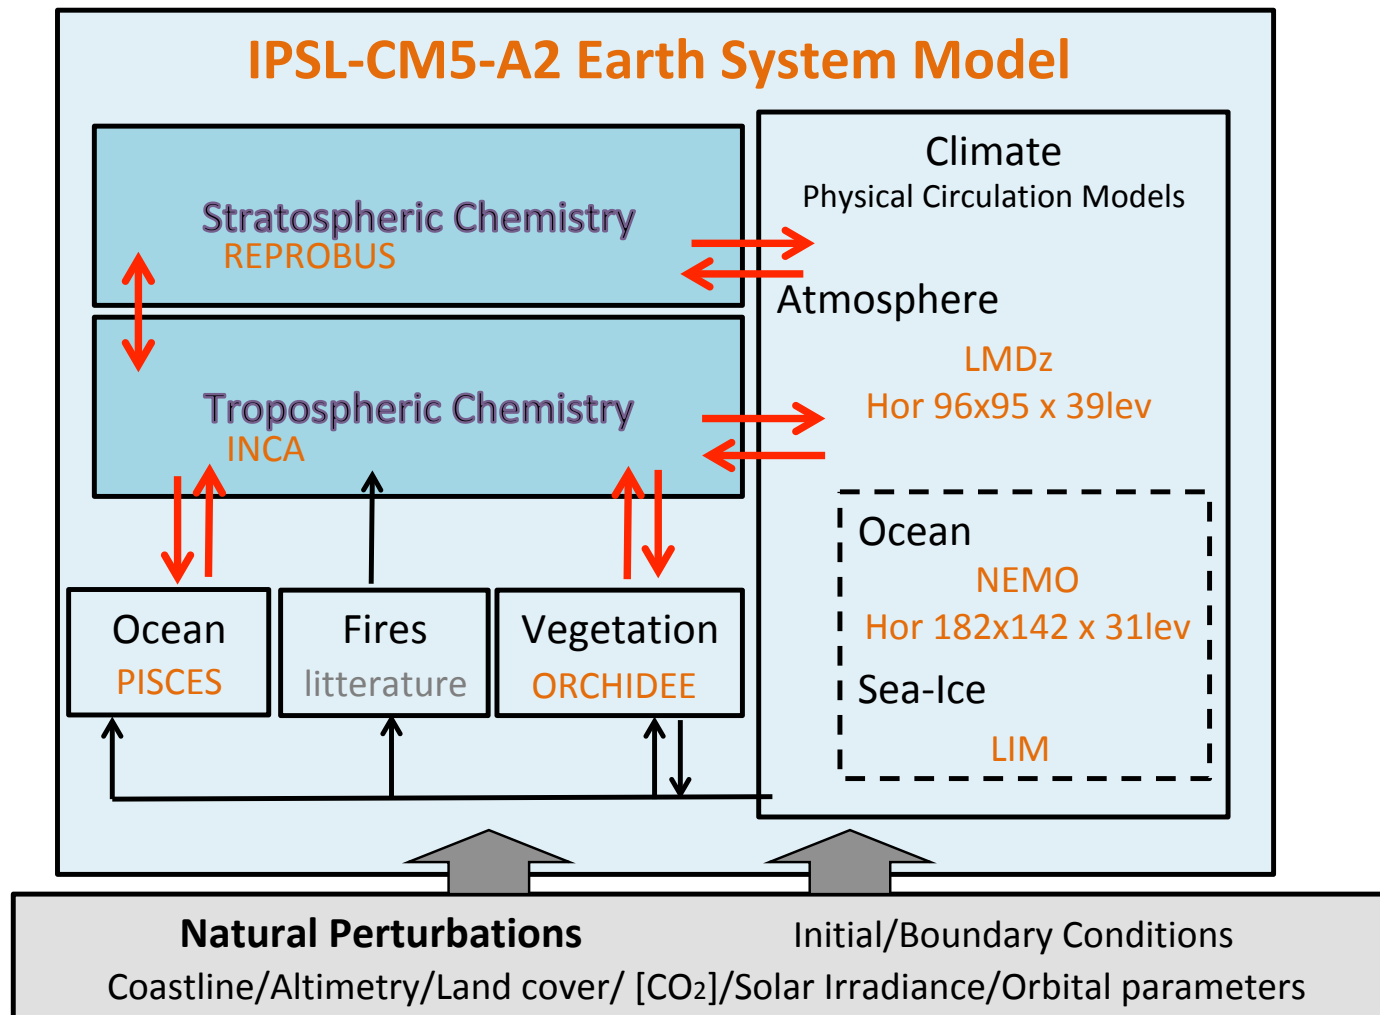 IPSL-CM5-A2 Earth System Model
Stratospheric Chemistry
REPROBUS
Tropospheric Chemistry
INCA
Climate
Physical Circulation Models
Atmosphere
LMDz
Hor 96x95 x 39lev
Ocean
NEMO
Hor 182x142 x 31lev
Sea-Ice
LIM
Ocean
PISCES
Fires
litterature
Vegetation
ORCHIDEE
Natural Perturbations
Initial/Boundary Conditions
Coastline/Altimetry/Land cover/ [CO₂]/Solar Irradiance/Orbital parameters